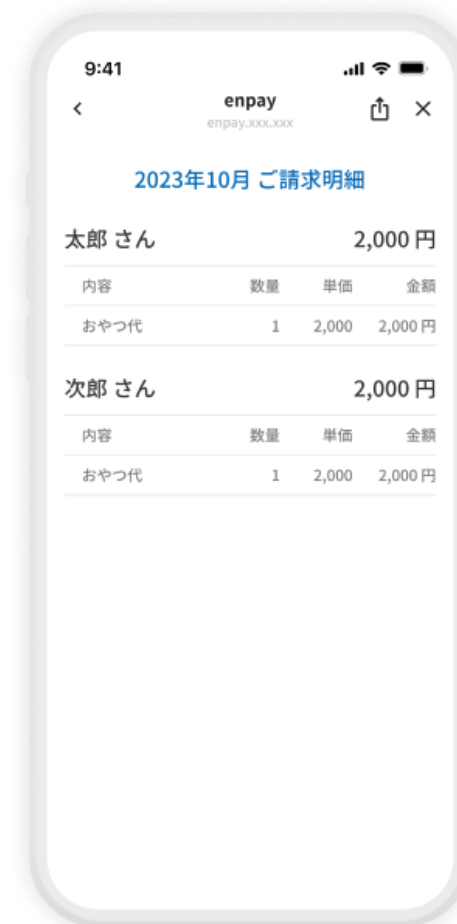 9:41
enpay
enpay.xxx.xxx
2023年10月 ご請求明細
太郎 さん 2,000 円
内容 数量 単価 金額
おやつ代 1 2,000 2,000 円
次郎 さん 2,000 円
内容 数量 単価 金額
おやつ代 1 2,000 2,000 円